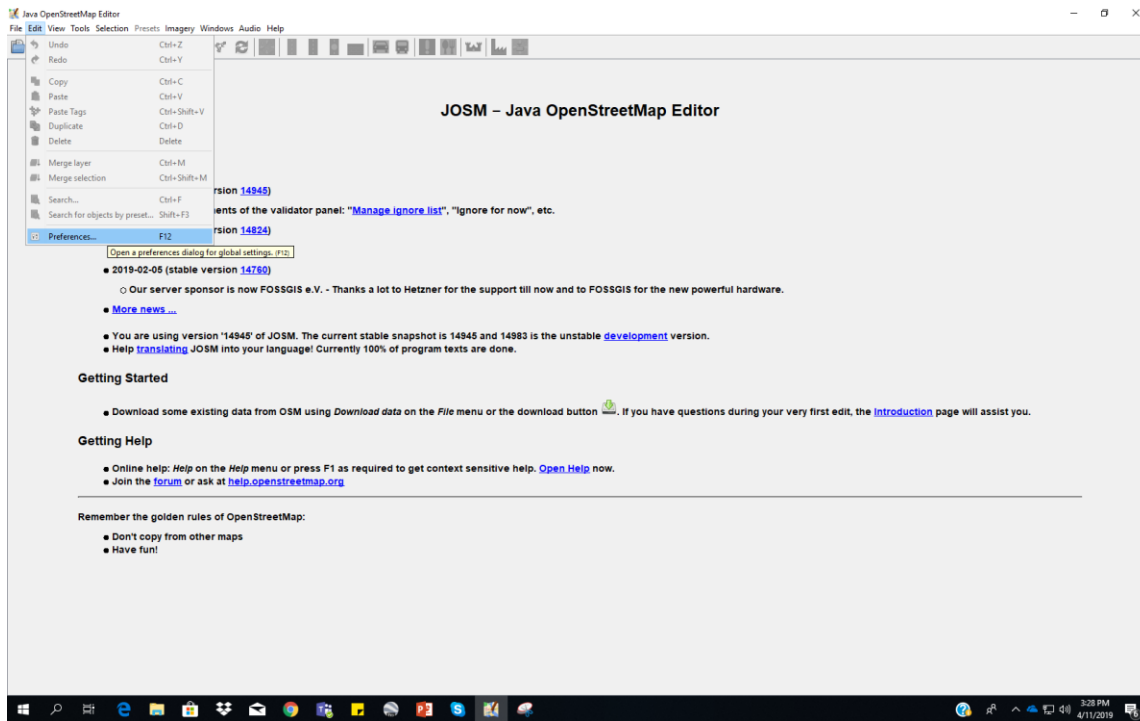 Java OpenStreetMap Editor
File Edit View Tools Selection Presets Imagery Windows Audio Help
Undo Ctrl+Z
Redo Ctrl+Y
Copy Ctrl+C
Paste Ctrl+V
Paste Tags Ctrl+Shift+V
Duplicate Ctrl+D
Delete Delete
Merge layer Ctrl+M
Merge selection Ctrl+Shift+M
Search... Ctrl+F
Search for objects by preset... Shift+F3
Preferences... F12
Open a preferences dialog for global settings. (F12)
JOSM – Java OpenStreetMap Editor
rsion 14945)
ents of the validator panel: "Manage ignore list", "Ignore for now", etc.
rsion 14824)
2019-02-05 (stable version 14760)
Our server sponsor is now FOSSGIS e.V. - Thanks a lot to Hetzner for the support till now and to FOSSGIS for the new powerful hardware.
More news ...
You are using version '14945' of JOSM. The current stable snapshot is 14945 and 14983 is the unstable development version.
Help translating JOSM into your language! Currently 100% of program texts are done.
Getting Started
Download some existing data from OSM using Download data on the File menu or the download button . If you have questions during your very first edit, the Introduction page will assist you.
Getting Help
Online help: Help on the Help menu or press F1 as required to get context sensitive help. Open Help now.
Join the forum or ask at help.openstreetmap.org
Remember the golden rules of OpenStreetMap:
Don't copy from other maps
Have fun!
3:28 PM
4/11/2019